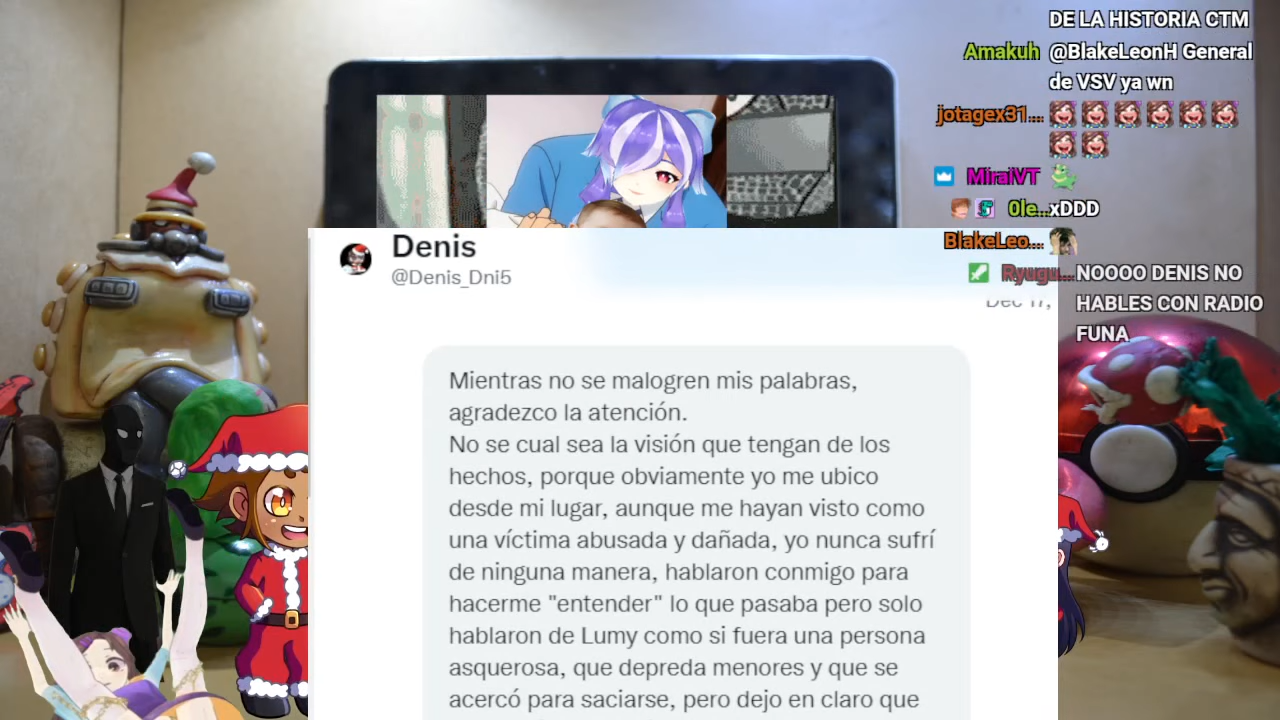 DE LA HISTORIA CTM
Amakuh @BlakeLeonH General
de VSV ya wn
jotagex31...
MiraiVT
Ole...xDDD
BlakeLeo...
Ryugu...NOOOO DENIS NO
HABLES CON RADIO
FUNA
Denis
@Denis_Dni5
Dec 17,
Mientras no se malogren mis palabras,
agradezco la atención.
No se cual sea la visión que tengan de los
hechos, porque obviamente yo me ubico
desde mi lugar, aunque me hayan visto como
una víctima abusada y dañada, yo nunca sufrí
de ninguna manera, hablaron conmigo para
hacerme "entender" lo que pasaba pero solo
hablaron de Lumy como si fuera una persona
asquerosa, que depreda menores y que se
acercó para saciarse, pero dejo en claro que